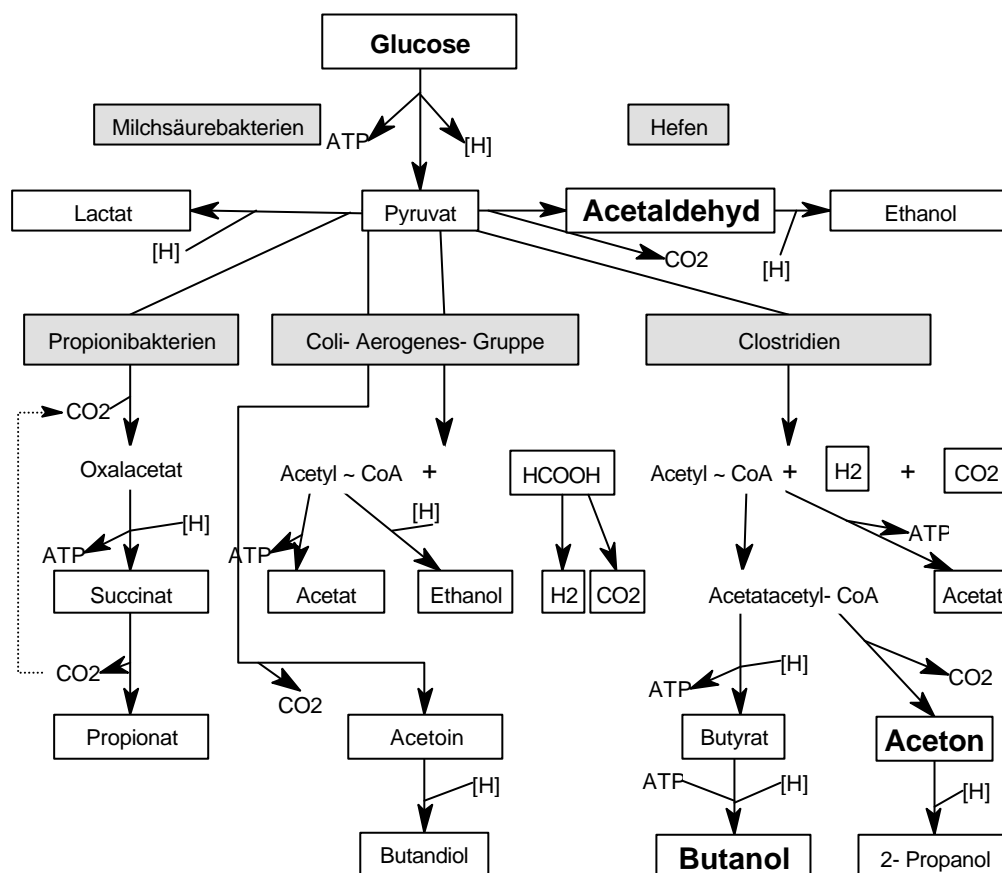 Glucose
Milchsäurebakterien
Hefen
ATP
[H]
Lactat
Pyruvat
Acetaldehyd
Ethanol
[H]
CO2
[H]
Propionibakterien
Coli- Aerogenes- Gruppe
Clostridien
CO2
Oxalacetat
Acetyl ~ CoA +
HCOOH
Acetyl ~ CoA + H2 + CO2
[H]
[H]
ATP
ATP
ATP
Succinat
Acetat
Ethanol
H2
CO2
Acetatacetyl- CoA
Acetat
CO2
CO2
ATP
[H]
CO2
Propionat
Acetoin
Butyrat
Aceton
[H]
ATP
[H]
[H]
Butandiol
Butanol
2- Propanol